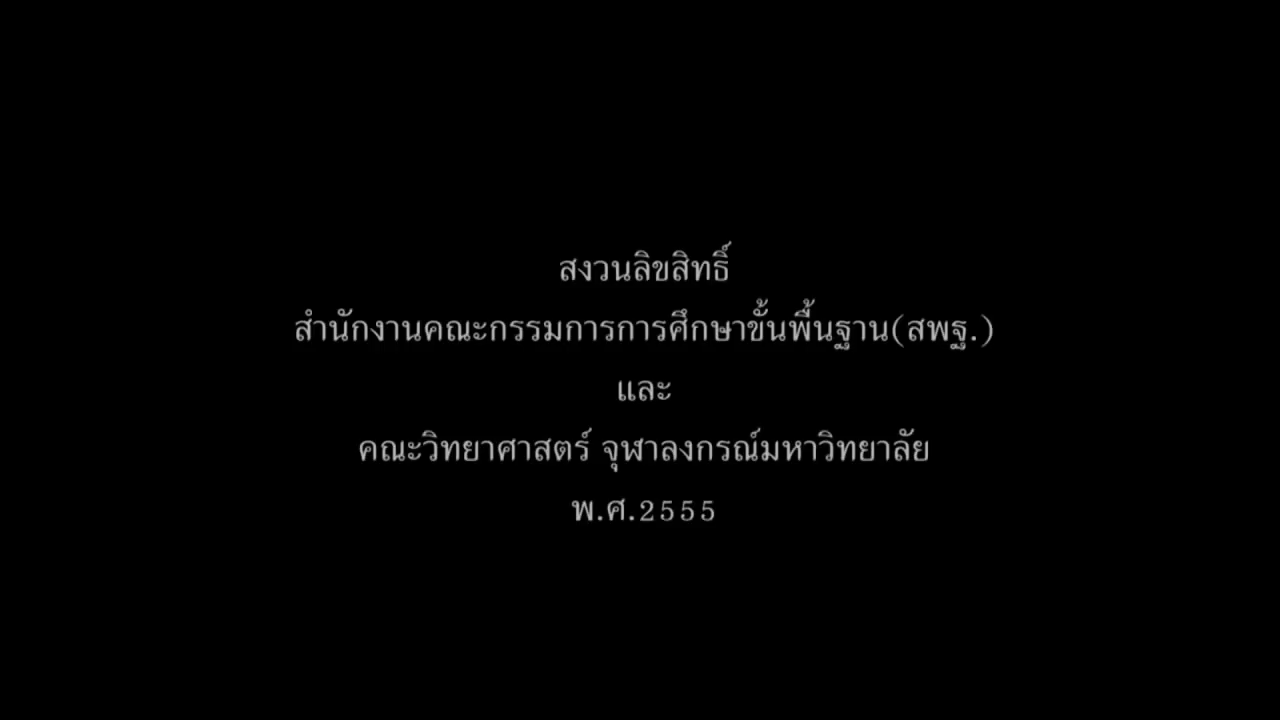 สงวนลิขสิทธิ์
สำนักงานคณะกรรมการการศึกษาขั้นพื้นฐาน(สพฐ.)
และ
คณะวิทยาศาสตร์ จุฬาลงกรณ์มหาวิทยาลัย
พ.ศ.2555